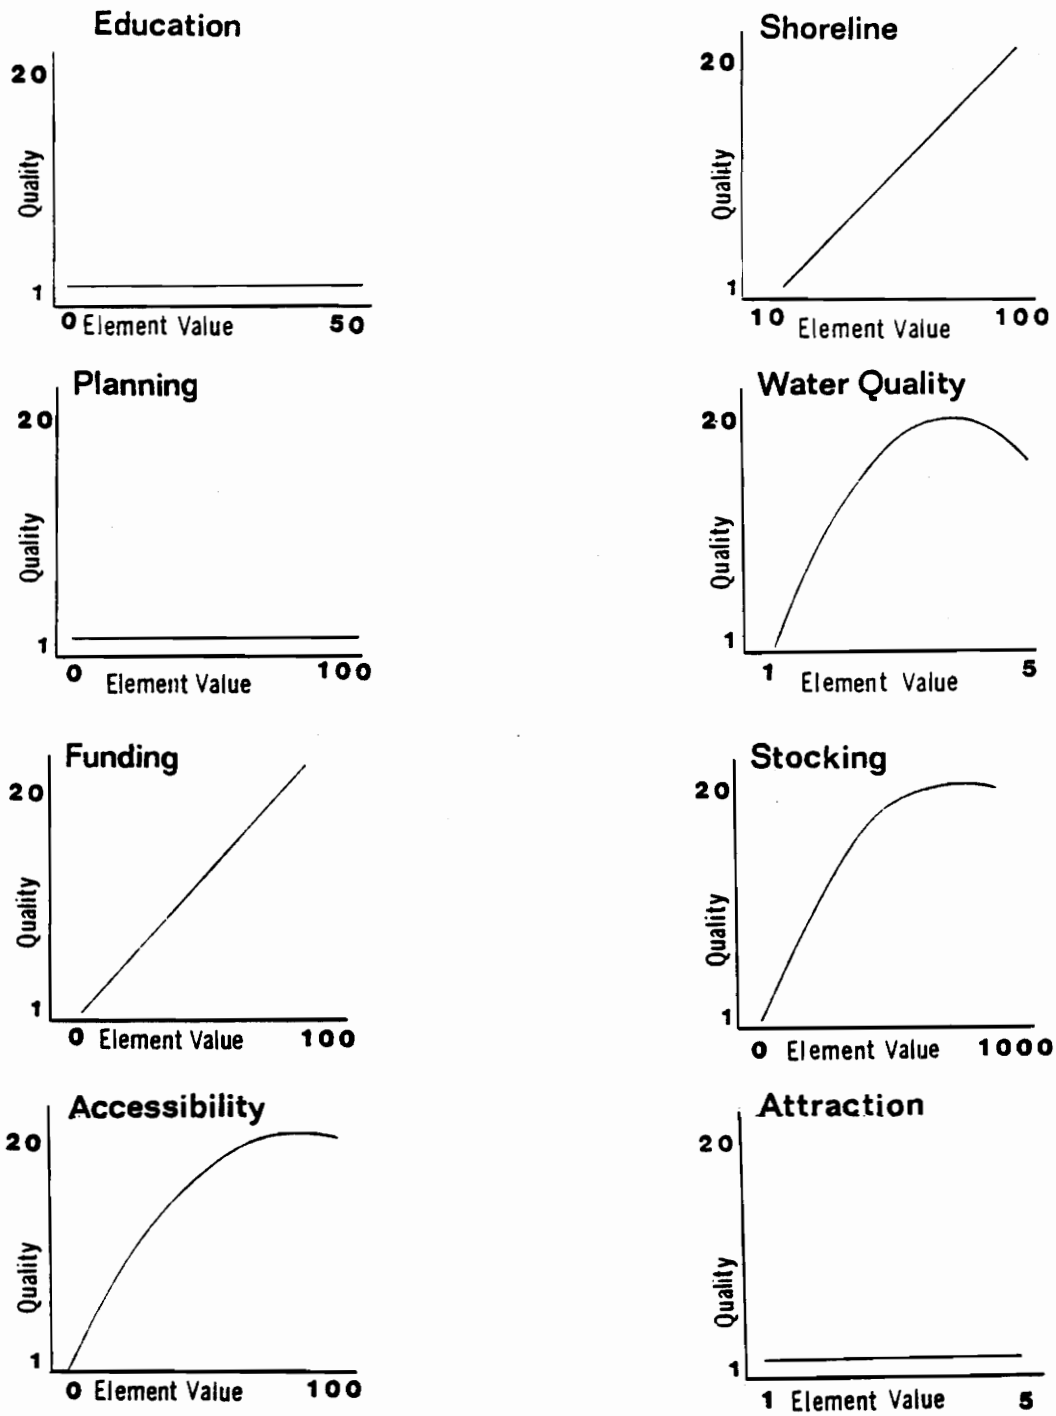 Education
20
Quality
1
0 Element Value 50
Shoreline
20
Quality
1
10 Element Value 100
Planning
20
Quality
1
0 Element Value 100
Water Quality
20
Quality
1
1 Element Value 5
Funding
20
Quality
1
0 Element Value 100
Stocking
20
Quality
1
0 Element Value 1000
Accessibility
20
Quality
1
0 Element Value 100
Attraction
20
Quality
1
1 Element Value 5